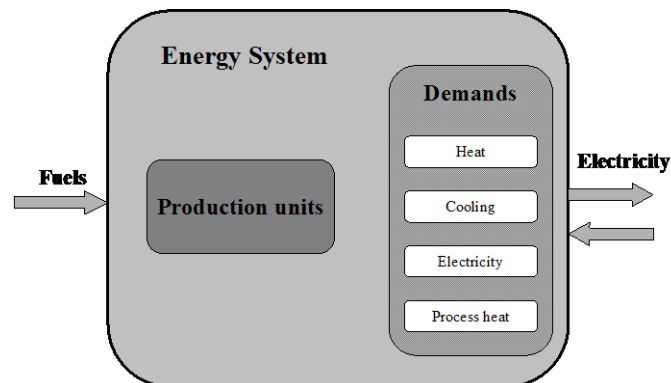 Energy System
Demands
Heat
Electricity
Fuels
Production units
Cooling
Electricity
Process heat